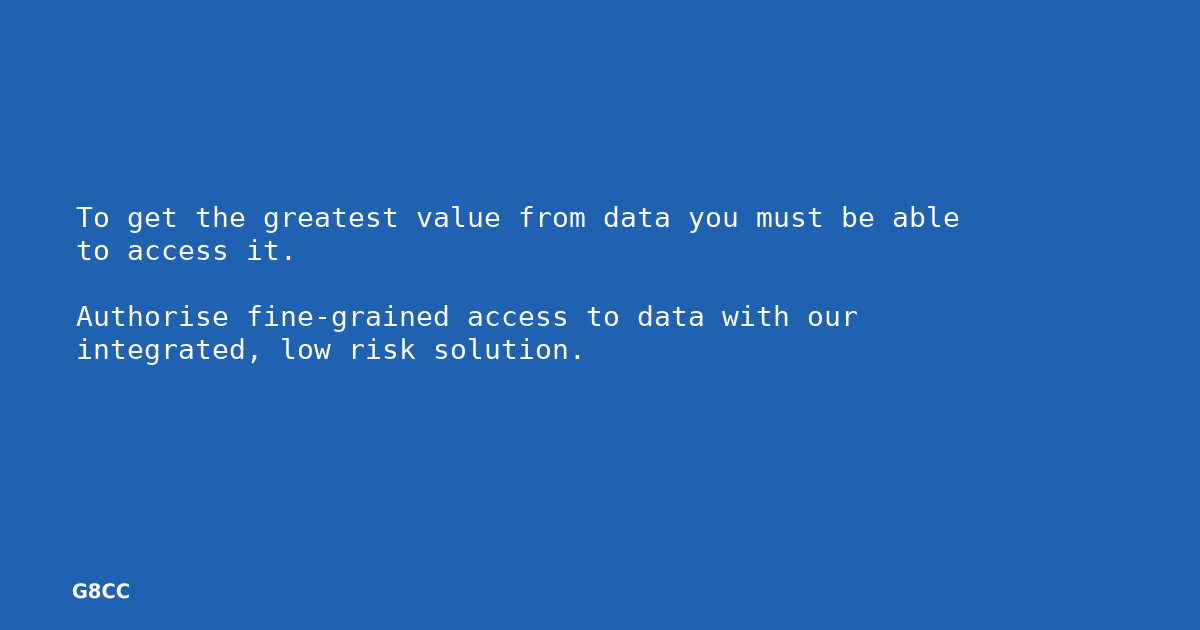 To get the greatest value from data you must be able
to access it.
Authorise fine-grained access to data with our
integrated, low risk solution.
G8CC